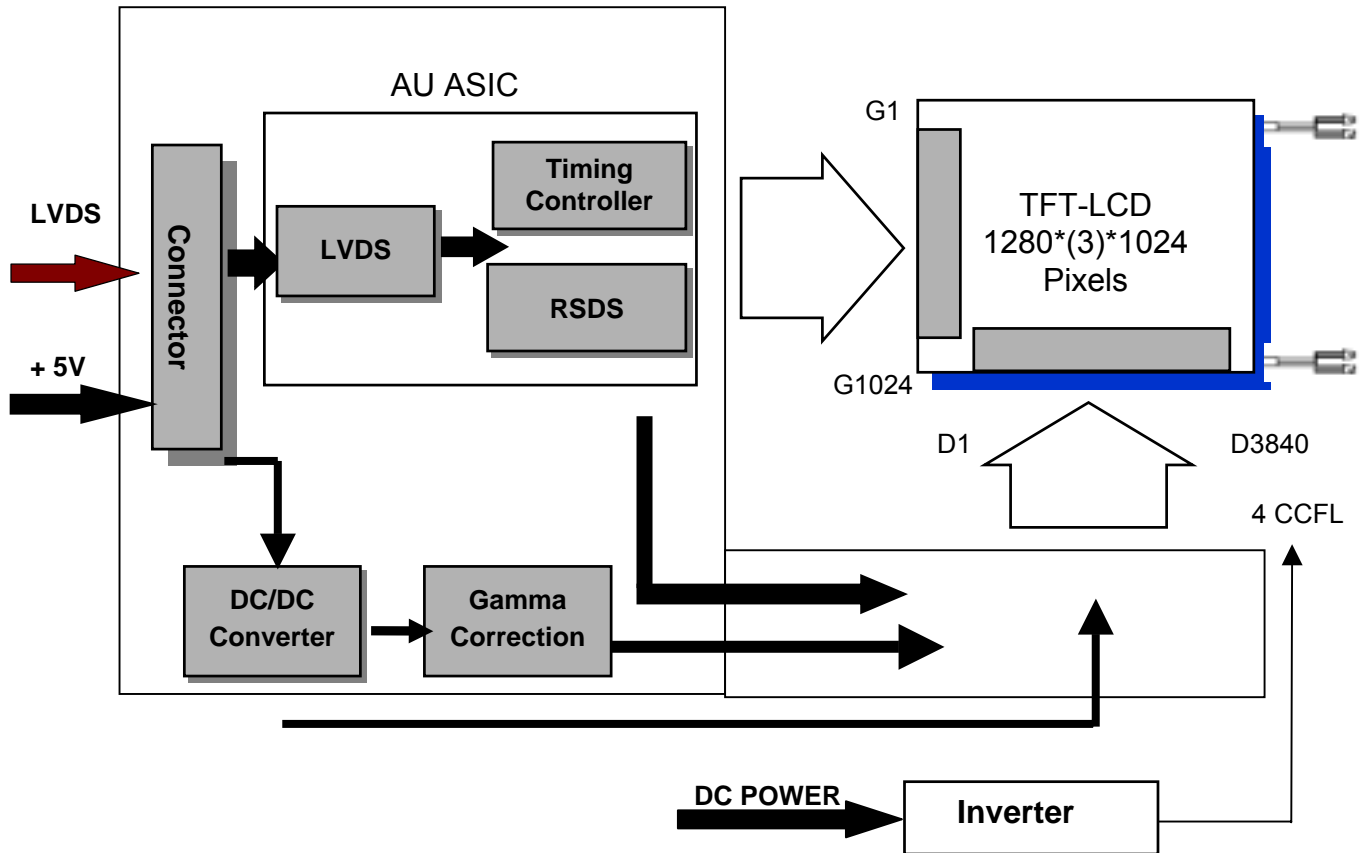 AU ASIC
G1
Timing
Controller
TFT-LCD
1280*(3)*1024
Pixels
LVDS
Connector
LVDS
RSDS
+ 5V
G1024
D1
D3840
4 CCFL
DC/DC
Converter
Gamma
Correction
DC POWER
Inverter